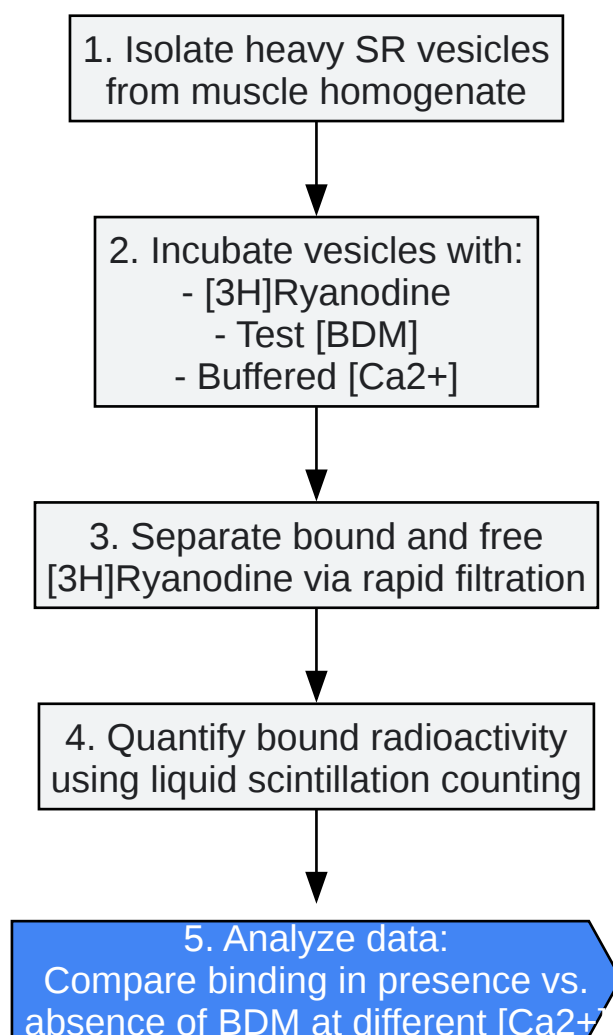 1. Isolate heavy SR vesicles
from muscle homogenate
2. Incubate vesicles with:
- [3H]Ryanodine
- Test [BDM]
- Buffered [Ca2+]
3. Separate bound and free
[3H]Ryanodine via rapid filtration
4. Quantify bound radioactivity
using liquid scintillation counting
5. Analyze data:
Compare binding in presence vs.
absence of BDM at different [Ca2+]